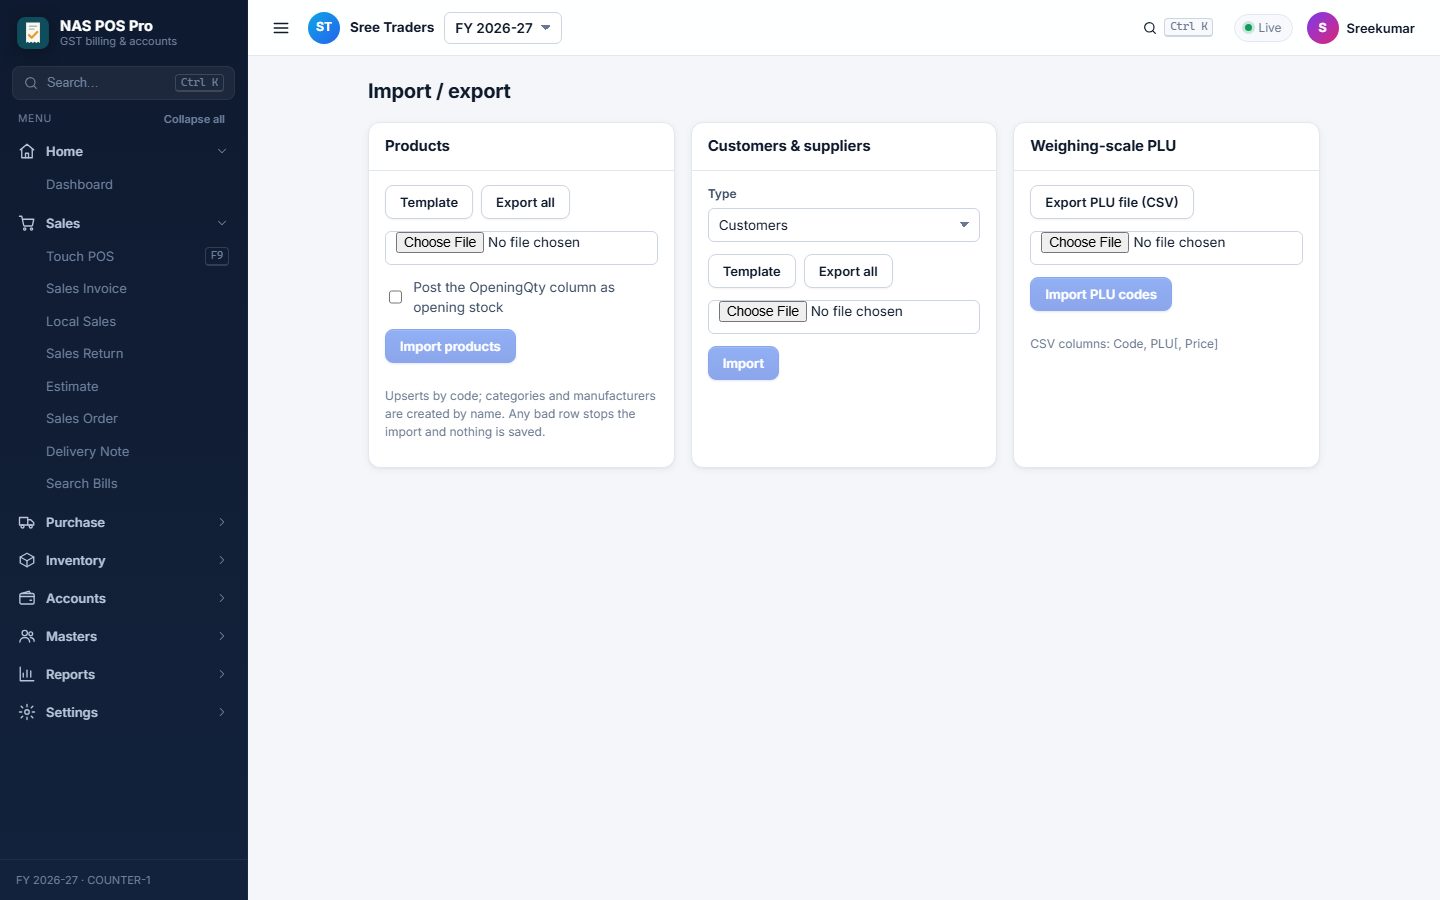 NAS POS Pro
GST billing & accounts
Search...
Ctrl K
MENU
Collapse all
Home
Dashboard
Sales
Touch POS
F9
Sales Invoice
Local Sales
Sales Return
Estimate
Sales Order
Delivery Note
Search Bills
Purchase
Inventory
Accounts
Masters
Reports
Settings
FY 2026-27 · COUNTER-1
ST
Sree Traders
FY 2026-27
Ctrl K
Live
S
Sreekumar
Import / export
Products
Template
Export all
Choose File No file chosen
Post the OpeningQty column as
opening stock
Import products
Upserts by code; categories and manufacturers
are created by name. Any bad row stops the
import and nothing is saved.
Customers & suppliers
Type
Customers
Template
Export all
Choose File No file chosen
Import
Weighing-scale PLU
Export PLU file (CSV)
Choose File No file chosen
Import PLU codes
CSV columns: Code, PLU[, Price]